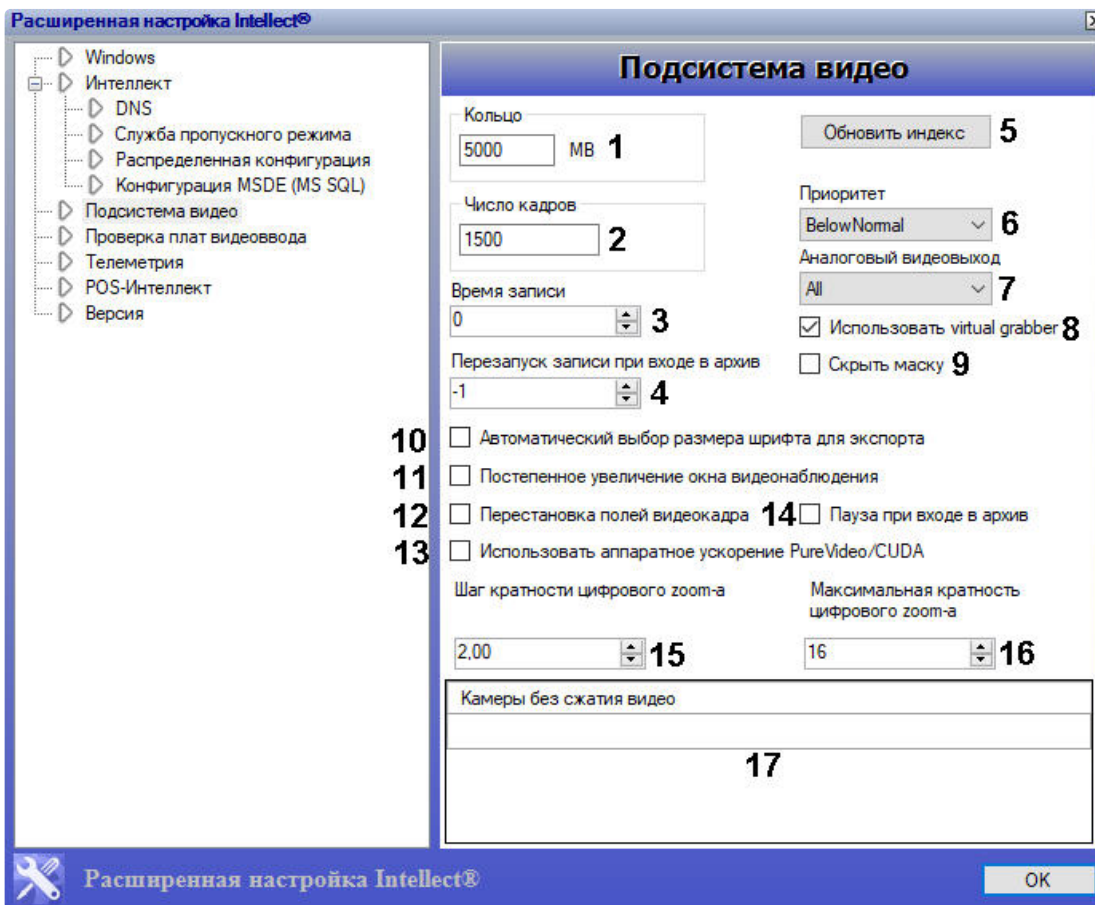 Расширенная настройка Intellect®
Windows
Интеллект
DNS
Служба пропускного режима
Распределенная конфигурация
Конфигурация MSDE (MS SQL)
Подсистема видео
Проверка плат видеоввода
Телеметрия
POS-Интеллект
Версия
Подсистема видео
Кольцо
5000 MB 1
Обновить индекс 5
Число кадров
1500 2
Приоритет
BelowNormal 6
Аналоговый видеовыход
All 7
Время записи
0 3
Использовать virtual grabber 8
Перезапуск записи при входе в архив
-1 4
Скрыть маску 9
10 Автоматический выбор размера шрифта для экспорта
11 Постепенное увеличение окна видеонаблюдения
12 Перестановка полей видеокадра 14 Пауза при входе в архив
13 Использовать аппаратное ускорение PureVideo/CUDA
Шаг кратности цифрового zoom-а
2,00 15
Максимальная кратность
цифрового zoom-а
16 16
Камеры без сжатия видео
17
Расширенная настройка Intellect®
OK